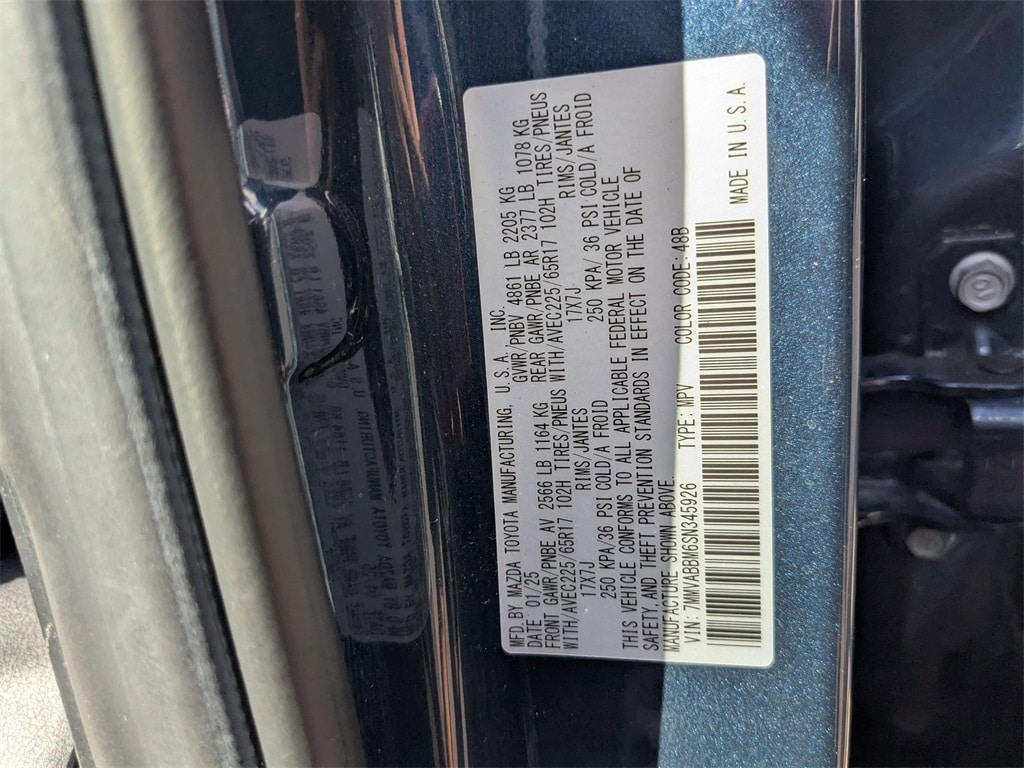 MFD.BY MAZDA TOYOTA MANUFACTURING, U.S.A. INC.
DATE 01/25 GVWR/PNBV 4861 LB 2205 KG
FRONT GAWR/PNBE AV 2566 LB 1164 KG REAR GAWR/PNBE AR 2377 LB 1078 KG
WITH/AVEC225/65R17 102H TIRES/PNEUS WITH/AVEC225/65R17 102H TIRES/PNEUS
17X7J RIMS/JANTES 17X7J RIMS/JANTES
250 KPA/36 PSI COLD/A FROID 250 KPA/ 36 PSI COLD/A FROID
THIS VEHICLE CONFORMS TO ALL APPLICABLE FEDERAL MOTOR VEHICLE
SAFETY,AND THEFT PREVENTION STANDARDS IN EFFECT ON THE DATE OF
MANUFACTURE SHOWN ABOVE
VIN: 7MMVABBM6SN345926 TYPE: MPV COLOR CODE: 48B
MADE IN U.S.A.